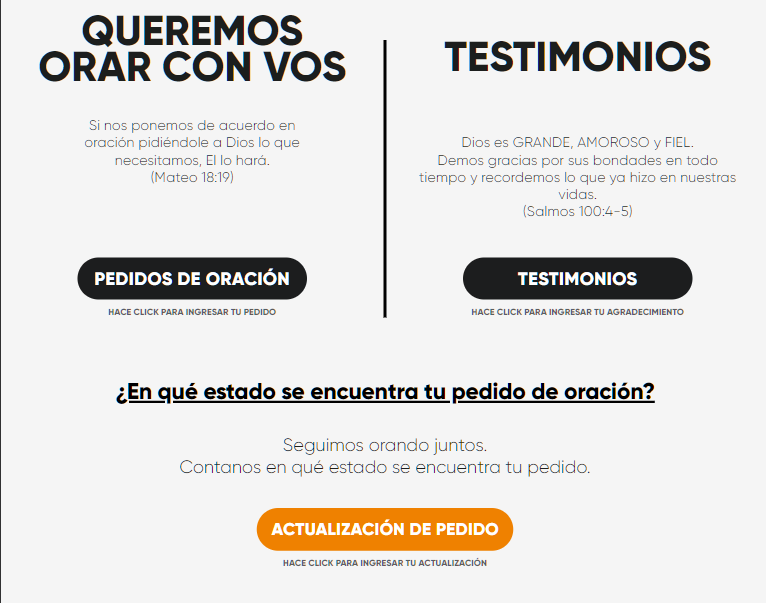 QUEREMOS
ORAR CON VOS
Si nos ponemos de acuerdo en
oración pidiéndole a Dios lo que
necesitamos, El lo hará.
(Mateo 18:19)
PEDIDOS DE ORACIÓN
HACE CLICK PARA INGRESAR TU PEDIDO
TESTIMONIOS
Dios es GRANDE, AMOROSO y FIEL.
Demos gracias por sus bondades en todo
tiempo y recordemos lo que ya hizo en nuestras
vidas.
(Salmos 100:4-5)
TESTIMONIOS
HACE CLICK PARA INGRESAR TU AGRADECIMIENTO
¿En qué estado se encuentra tu pedido de oración?
Seguimos orando juntos.
Contanos en qué estado se encuentra tu pedido.
ACTUALIZACIÓN DE PEDIDO
HACE CLICK PARA INGRESAR TU ACTUALIZACIÓN